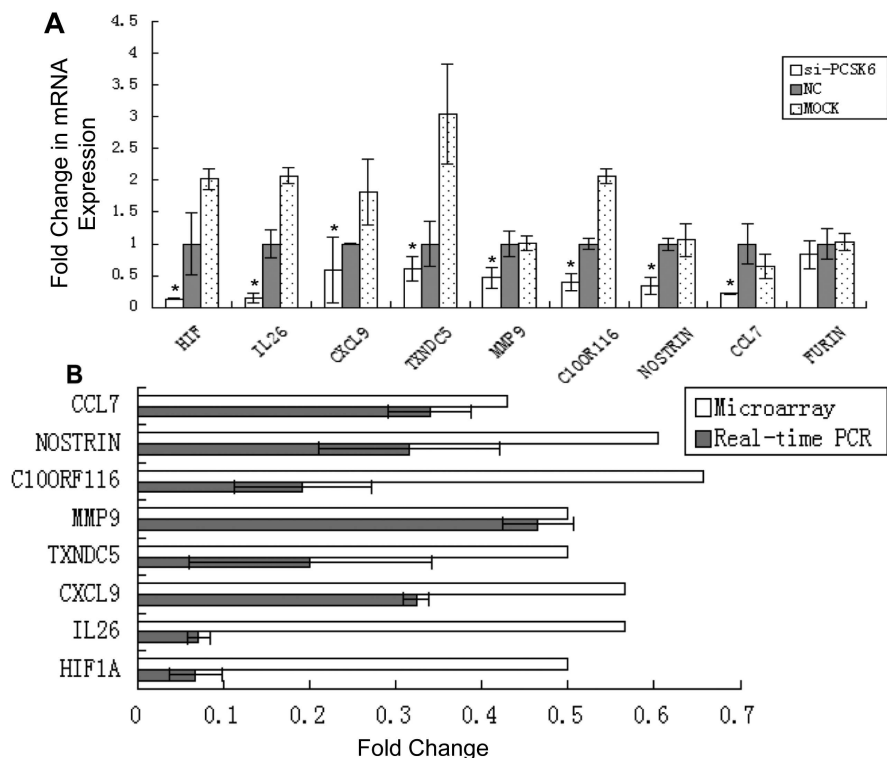 A
Fold Change in mRNA
Expression
4.5
4
3.5
3
2.5
2
1.5
1
0.5
0
si-PCSK6
NC
MOCK
* * * * * * * *
HIF IL26 CXCL9 TXNDC5 MMP9 C10OR116 NOSTRIN CCL7 FURIN
B
Microarray
Real-time PCR
CCL7
NOSTRIN
C10ORF116
MMP9
TXNDC5
CXCL9
IL26
HIF1A
0 0.1 0.2 0.3 0.4 0.5 0.6 0.7
Fold Change